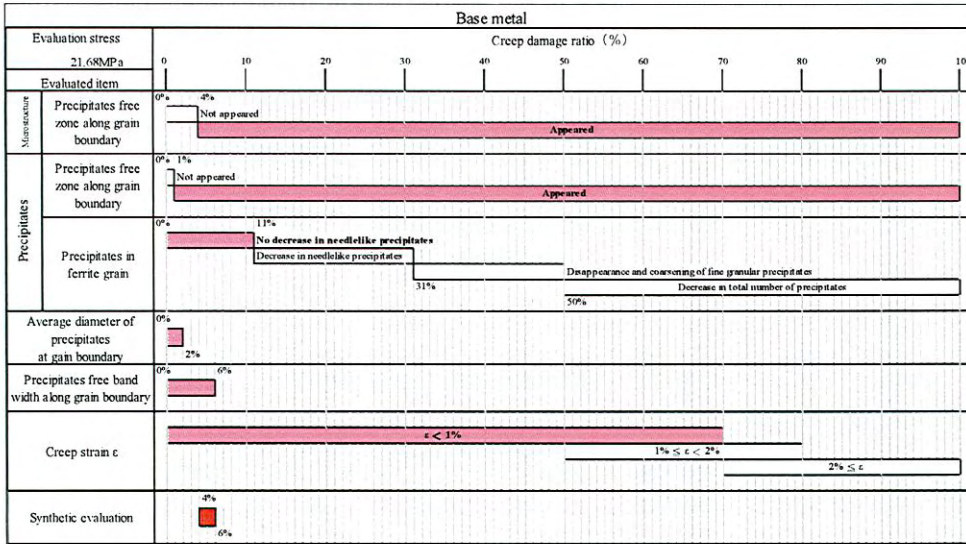 Base metal
Evaluation stress
21.68MPa
Evaluated item
Creep damage ratio (%)
0 10 20 30 40 50 60 70 80 90 100
Microstructure
Precipitates free
zone along grain
boundary
0% 4%
Not appeared
Appeared
Precipitates
Precipitates free
zone along grain
boundary
0% 1%
Not appeared
Appeared
Precipitates in
ferrite grain
0% 11%
No decrease in needlelike precipitates
Decrease in needlelike precipitates
31%
Disappearance and coarsening of fine granular precipitates
Decrease in total number of precipitates
50%
Average diameter of
precipitates
at gain boundary
0%
2%
Precipitates free band
width along grain boundary
0% 6%
Creep strain ε
ε < 1%
1% ≤ ε < 2%
2% ≤ ε
Synthetic evaluation
4%
6%